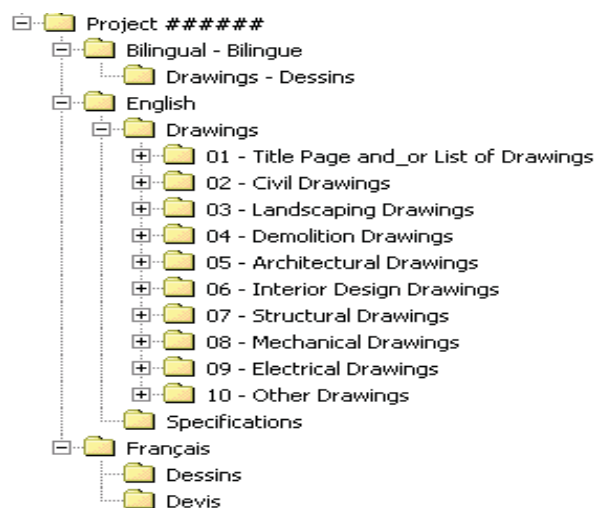 Project ######
Bilingual - Bilingue
Drawings - Dessins
English
Drawings
01 - Title Page and_or List of Drawings
02 - Civil Drawings
03 - Landscaping Drawings
04 - Demolition Drawings
05 - Architectural Drawings
06 - Interior Design Drawings
07 - Structural Drawings
08 - Mechanical Drawings
09 - Electrical Drawings
10 - Other Drawings
Specifications
Français
Dessins
Devis